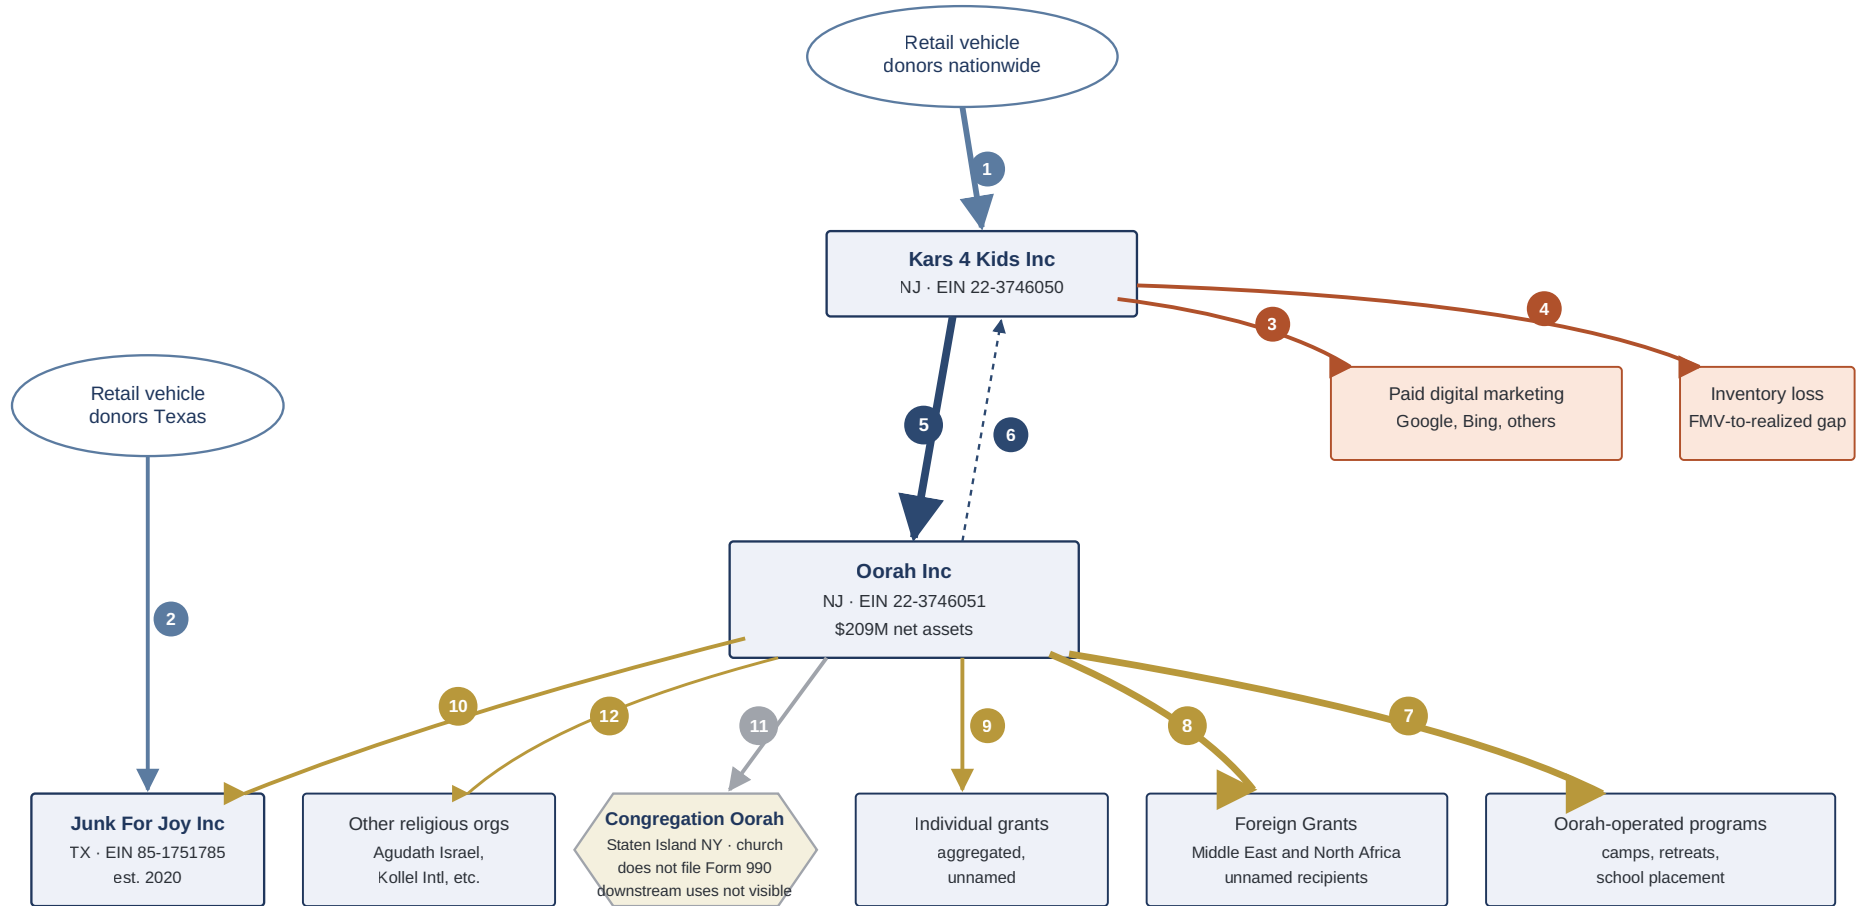 Retail vehicle
donors nationwide
1
Kars 4 Kids Inc
NJ · EIN 22-3746050
3
4
Paid digital marketing
Google, Bing, others
Inventory loss
FMV-to-realized gap
Retail vehicle
donors Texas
5
6
Oorah Inc
NJ · EIN 22-3746051
$209M net assets
2
10
12
11
9
8
7
Junk For Joy Inc
TX · EIN 85-1751785
est. 2020
Other religious orgs
Agudath Israel,
Kollel Intl, etc.
Congregation Oorah
Staten Island NY · church
does not file Form 990
downstream uses not visible
Individual grants
aggregated,
unnamed
Foreign Grants
Middle East and North Africa
unnamed recipients
Oorah-operated programs
camps, retreats,
school placement